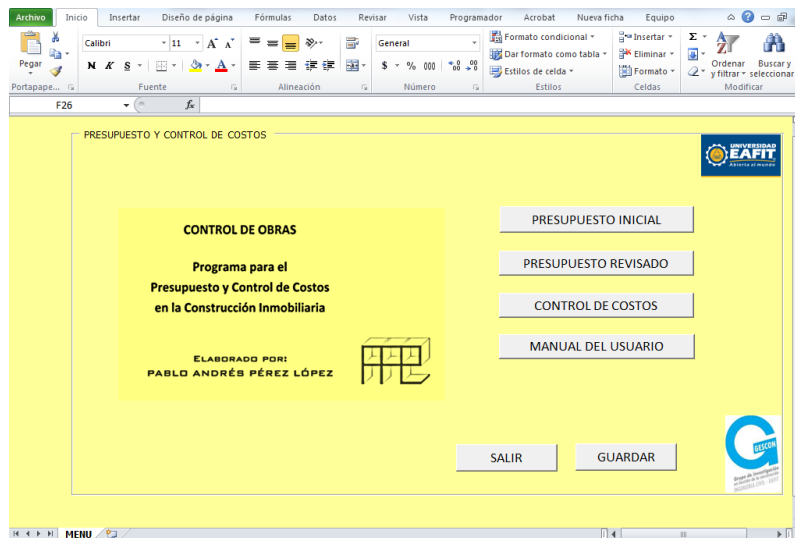 Archivo Inicio Insertar Diseño de página Fórmulas Datos Revisar Vista Programador Acrobat Nueva ficha Equipo
Pegar
Calibri 11 A A
N K S A
General
$ % 000
Formato condicional
Dar formato como tabla
Estilos de celda
Insertar
Eliminar
Formato
Σ
Ordenar y filtrar
Buscar y seleccionar
Portapape... Fuente Alineación Número Estilos Celdas Modificar
F26 fx
PRESUPUESTO Y CONTROL DE COSTOS
UNIVERSIDAD
EAFIT
Abierta al mundo
CONTROL DE OBRAS
Programa para el
Presupuesto y Control de Costos
en la Construcción Inmobiliaria
ELABORADO POR:
PABLO ANDRÉS PÉREZ LÓPEZ
PRESUPUESTO INICIAL
PRESUPUESTO REVISADO
CONTROL DE COSTOS
MANUAL DEL USUARIO
SALIR GUARDAR
GESCON
MENU